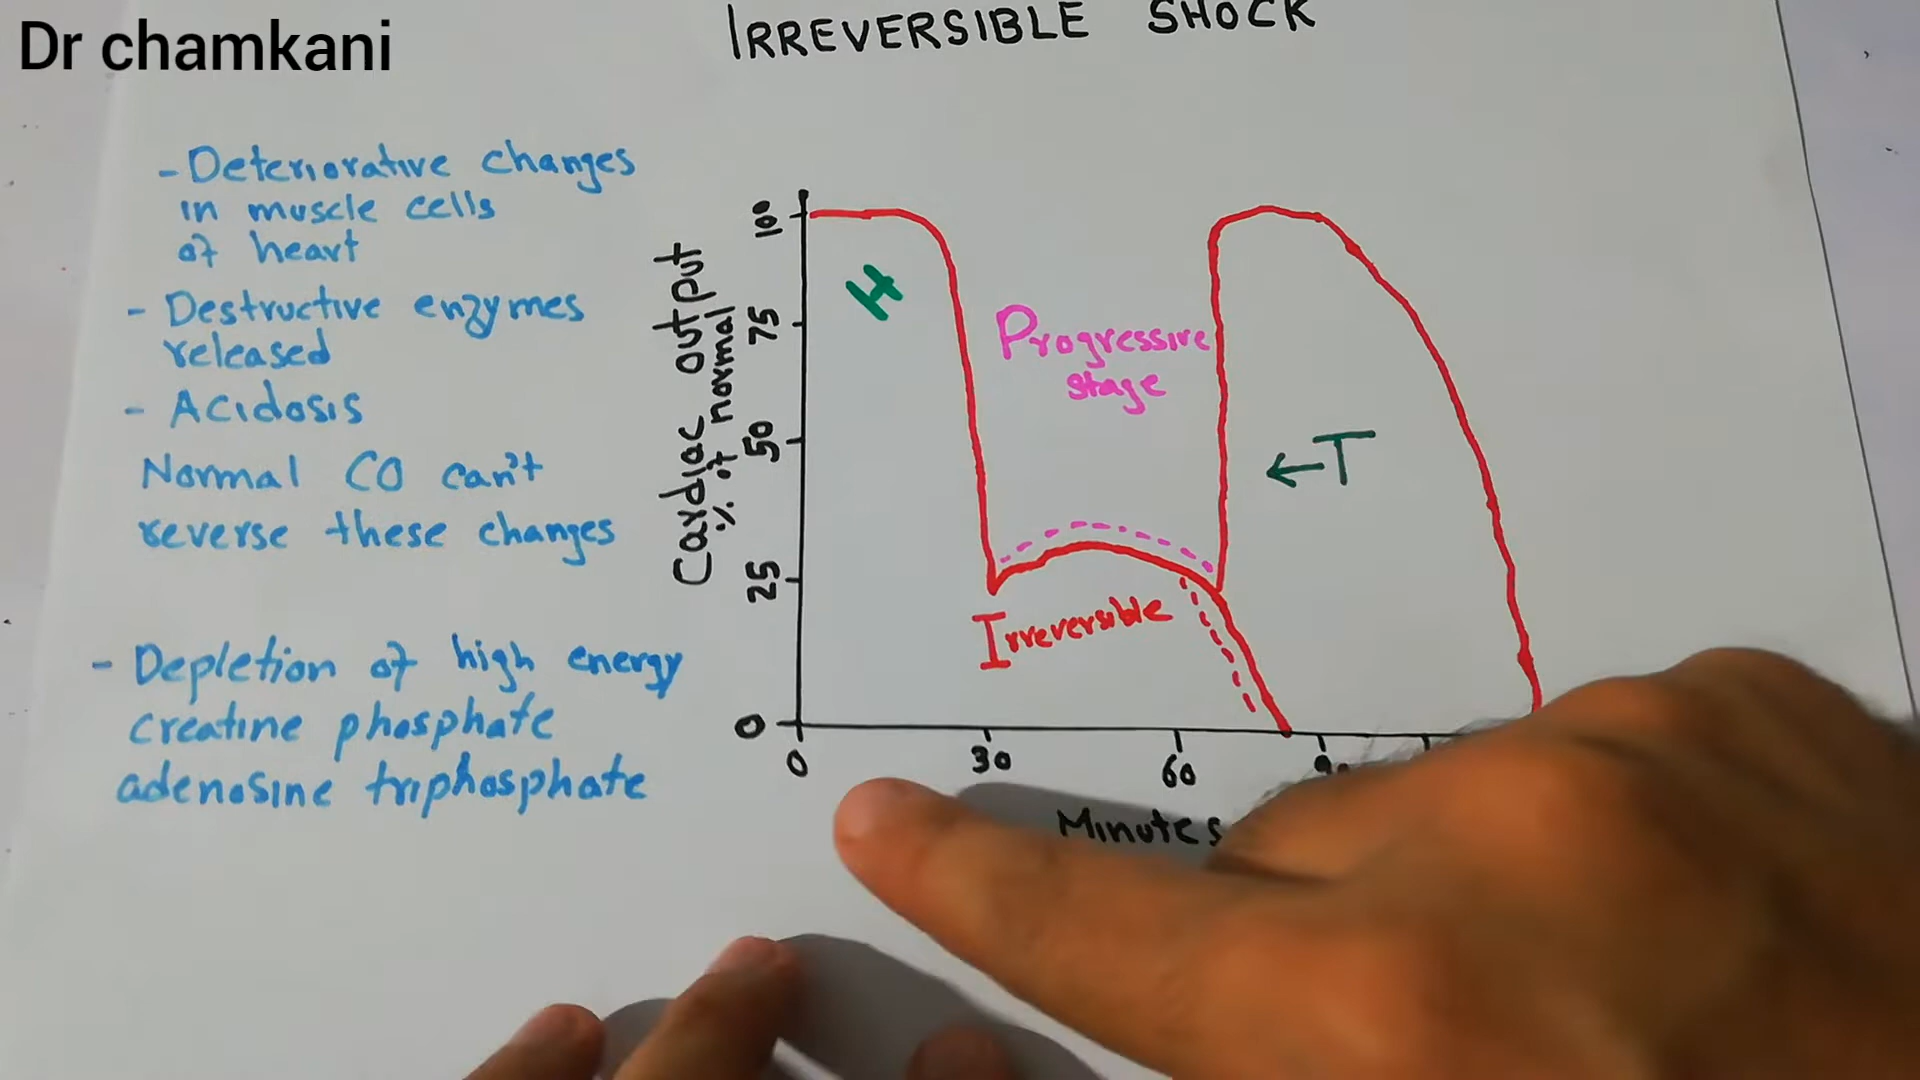 Dr chamkani
IRREVERSIBLE SHOCK
- Deteriorative changes
in muscle cells
of heart
- Destructive enzymes
released
- Acidosis
Normal CO can't
reverse these changes
- Depletion of high energy
creatine phosphate
adenosine triphosphate
Cardiac output
% of normal
100
75
50
25
0
H
Progressive
stage
←T
Irreversible
0 30 60
Minutes